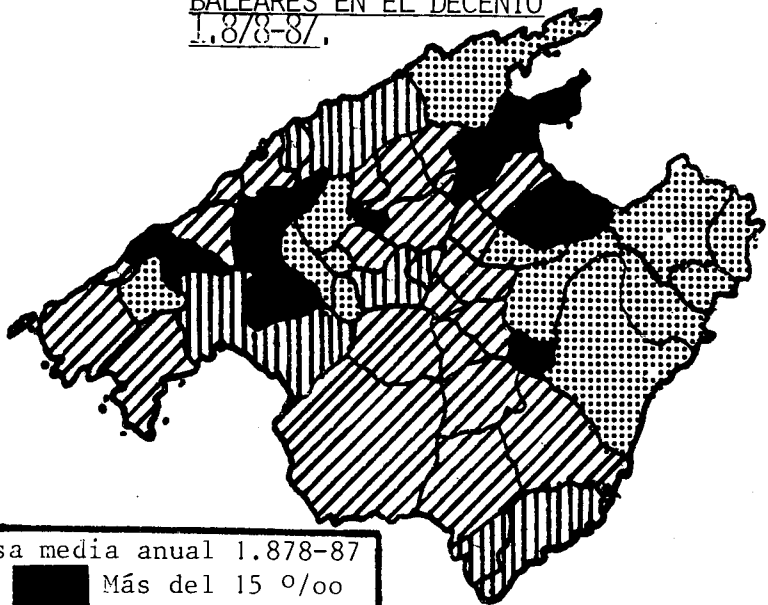 BALEARES EN EL DECENIO
1.878-87.
sa media anual 1.878-87
Más del 15 º/oo